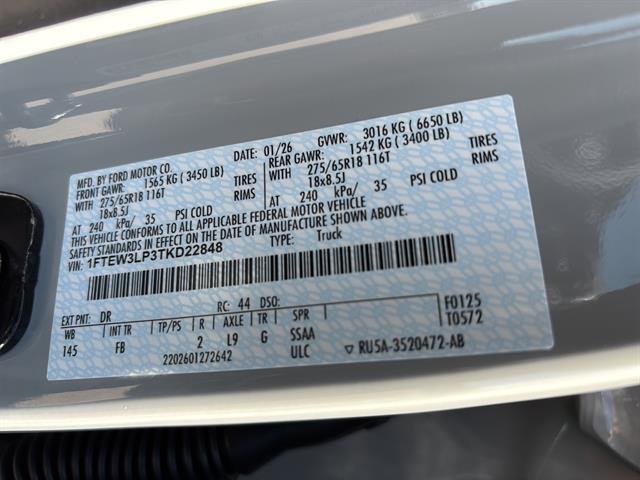 MFD. BY FORD MOTOR CO. DATE: 01/26 GVWR: 3016 KG ( 6650 LB)
FRONT GAWR: 1565 KG ( 3450 LB) REAR GAWR: 1542 KG ( 3400 LB)
WITH 275/65R18 116T TIRES WITH 275/65R18 116T TIRES
18x8.5J RIMS 18x8.5J RIMS
AT 240 kPa/ 35 PSI COLD AT 240 kPa/ 35 PSI COLD
THIS VEHICLE CONFORMS TO ALL APPLICABLE FEDERAL MOTOR VEHICLE
SAFETY STANDARDS IN EFFECT ON THE DATE OF MANUFACTURE SHOWN ABOVE.
VIN: 1FTEW3LP3TKD22848 TYPE: Truck
EXT PNT: DR RC: 44 DSO: F0125
WB INT TR TP/PS R AXLE TR SPR T0572
145 FB 2 L9 G SSAA
2202601272642 ULC RU5A-3520472-AB